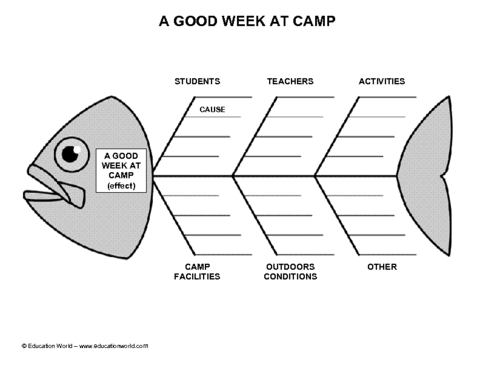 A GOOD WEEK AT CAMP
STUDENTS
TEACHERS
ACTIVITIES
CAUSE
A GOOD
WEEK AT
CAMP
(effect)
CAMP
FACILITIES
OUTDOORS
CONDITIONS
OTHER
© Education World – www.educationworld.com